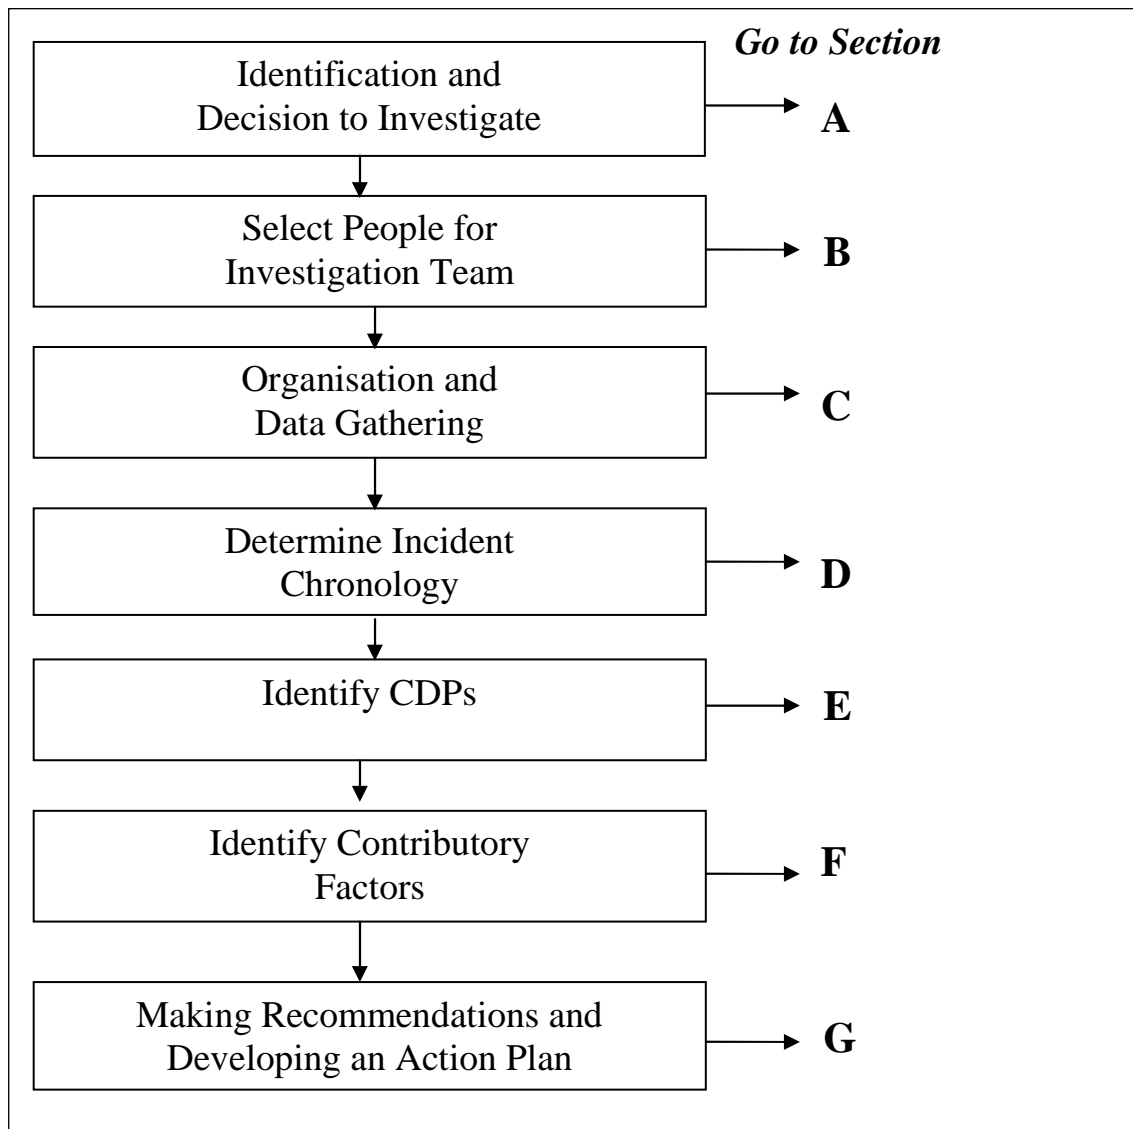 Go to Section
Identification and
Decision to Investigate
A
Select People for
Investigation Team
B
Organisation and
Data Gathering
C
Determine Incident
Chronology
D
Identify CDPs
E
Identify Contributory
Factors
F
Making Recommendations and
Developing an Action Plan
G